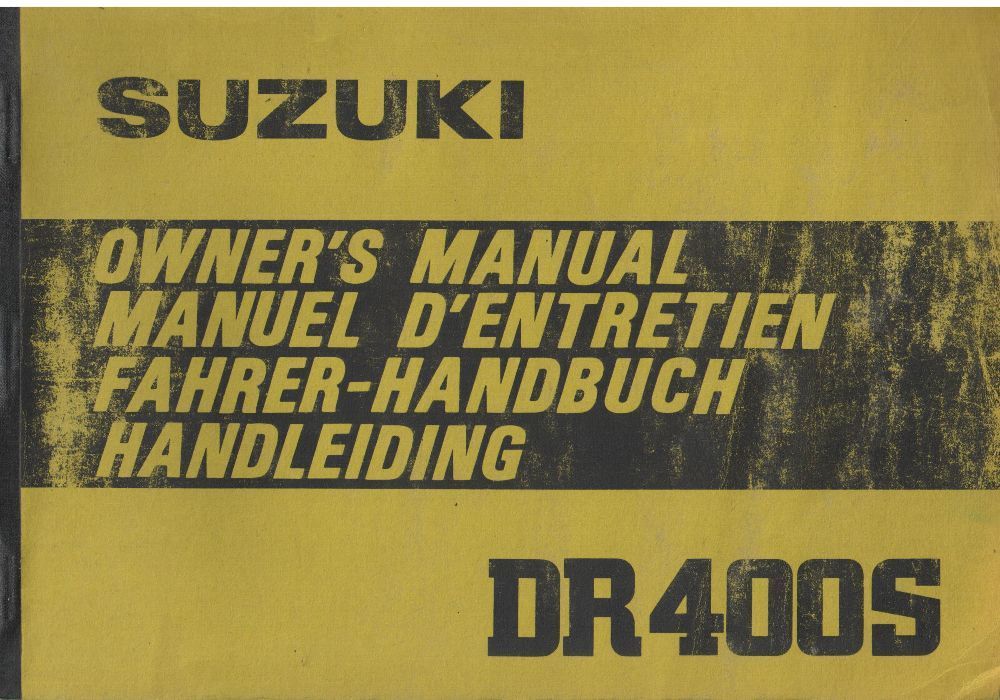 SUZUKI
OWNER'S MANUAL
MANUEL D'ENTRETIEN
FAHRER-HANDBUCH
HANDLEIDING
DR400S